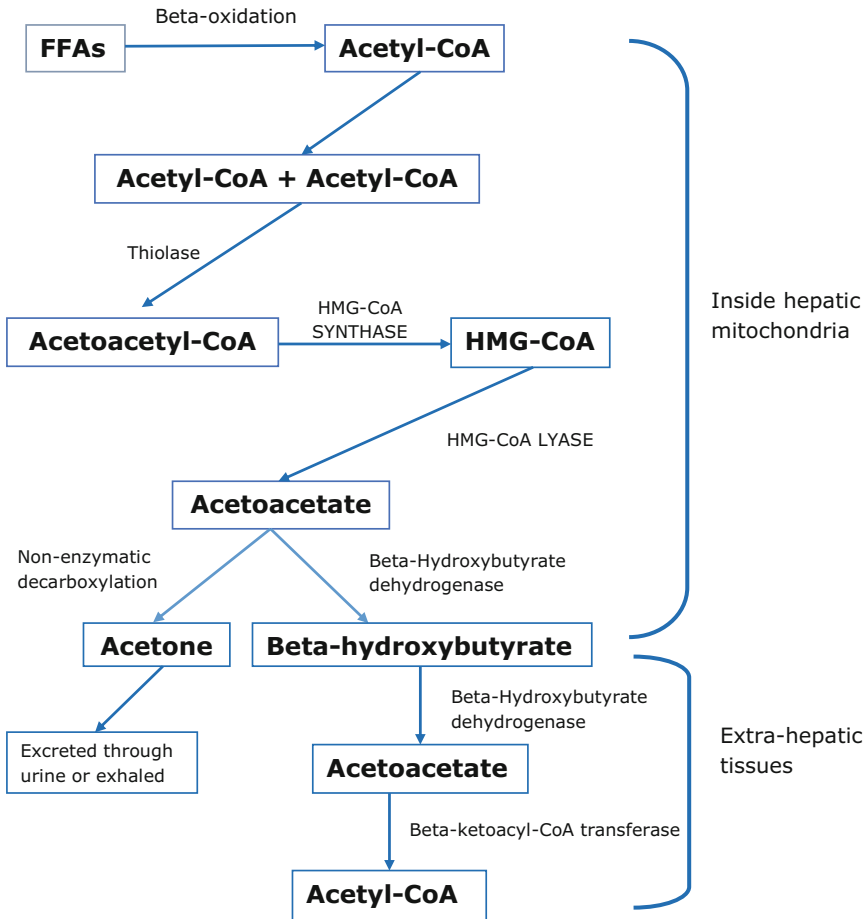 Beta-oxidation
FFAs
Acetyl-CoA
Acetyl-CoA + Acetyl-CoA
Thiolase
Acetoacetyl-CoA
HMG-CoA
SYNTHASE
HMG-CoA
Inside hepatic
mitochondria
HMG-CoA LYASE
Acetoacetate
Non-enzymatic
decarboxylation
Beta-Hydroxybutyrate
dehydrogenase
Acetone
Beta-hydroxybutyrate
Beta-Hydroxybutyrate
dehydrogenase
Excreted through
urine or exhaled
Acetoacetate
Extra-hepatic
tissues
Beta-ketoacyl-CoA transferase
Acetyl-CoA